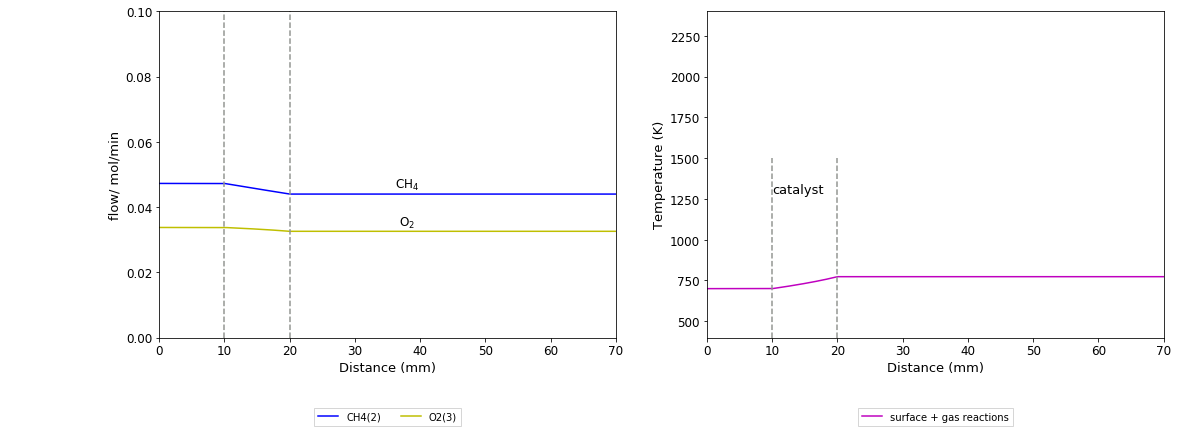 0.10
0.08
0.06
0.04
0.02
0.00
flow/ mol/min
CH₄
O₂
0 10 20 30 40 50 60 70
Distance (mm)
CH4(2) O2(3)
2250
2000
1750
1500
1250
1000
750
500
Temperature (K)
catalyst
0 10 20 30 40 50 60 70
Distance (mm)
surface + gas reactions